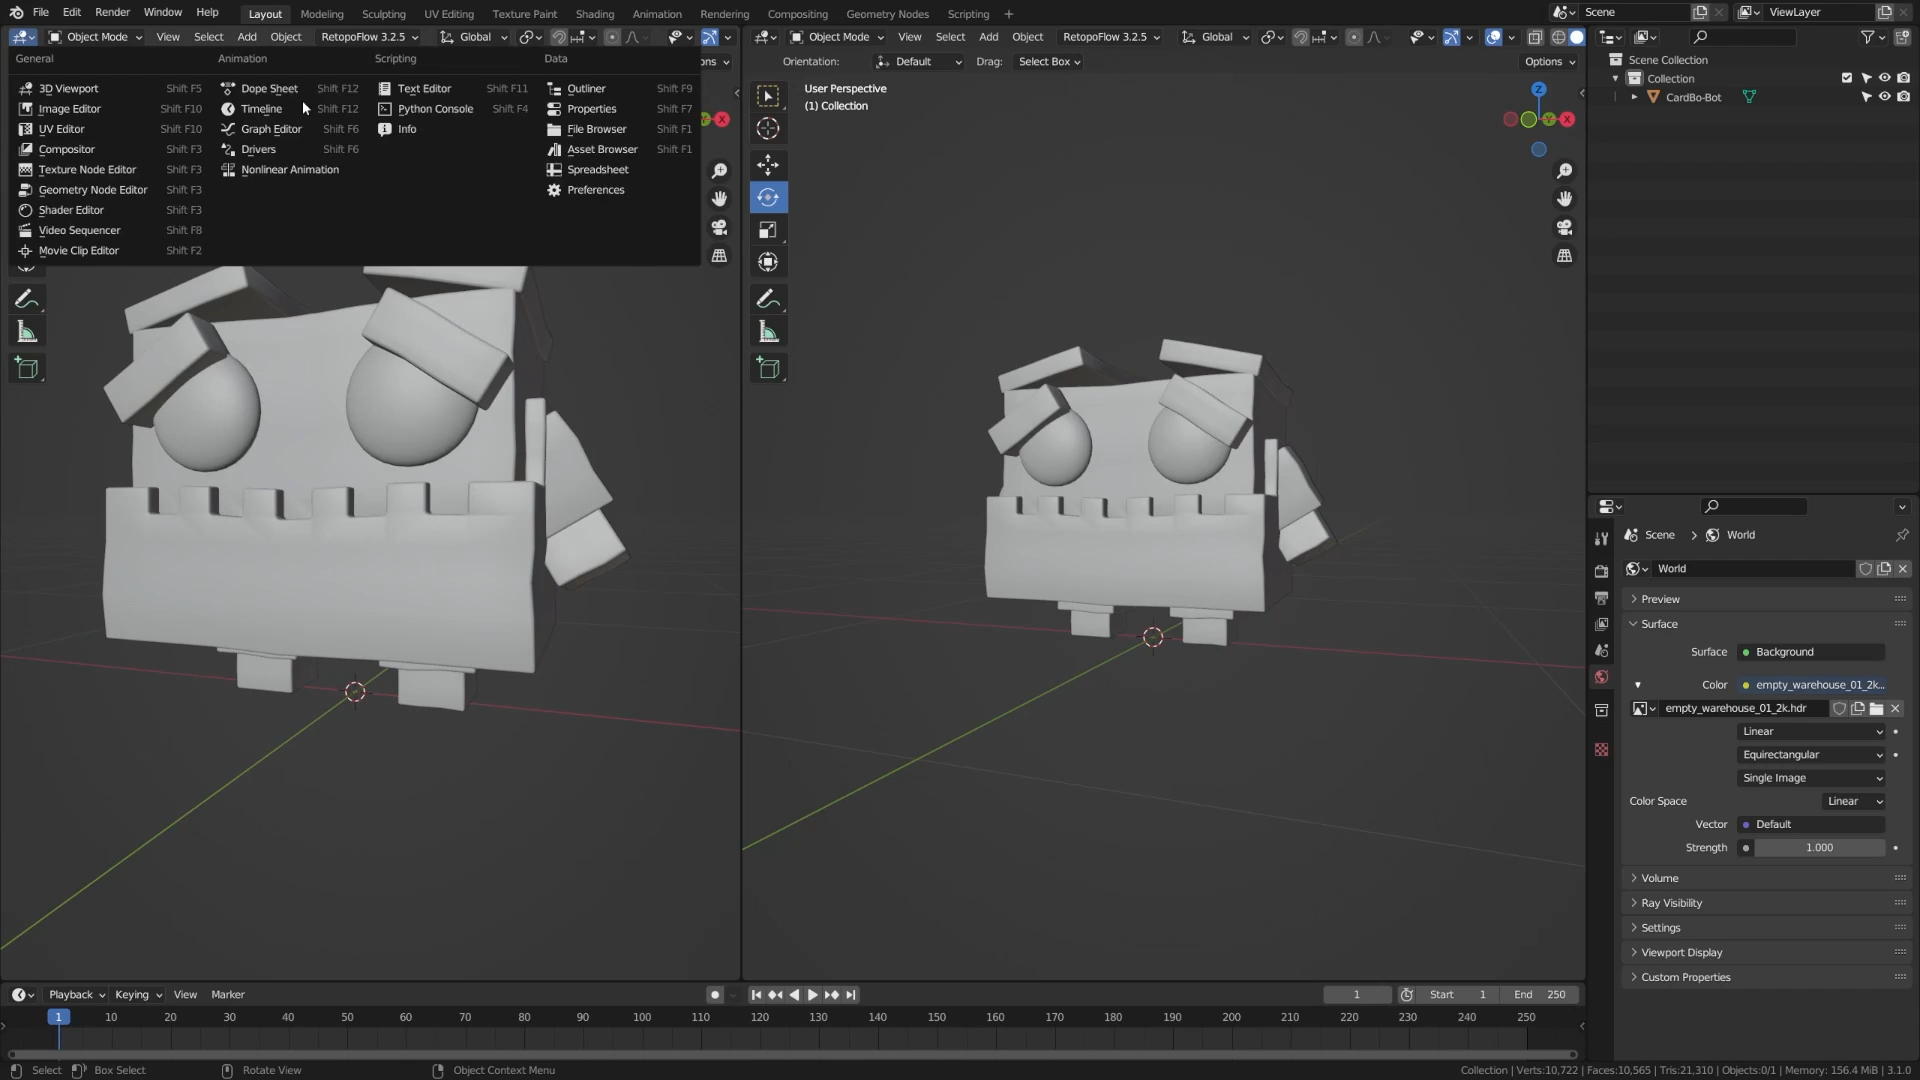 File Edit Render Window Help Layout Modeling Sculpting UV Editing Texture Paint Shading Animation Rendering Compositing Geometry Nodes Scripting + Scene ViewLayer
Object Mode View Select Add Object RetopoFlow 3.2.5 Global
Object Mode View Select Add Object RetopoFlow 3.2.5 Global
Orientation: Default Drag: Select Box Options
ons
General
3D Viewport Shift F5
Image Editor Shift F10
UV Editor Shift F10
Compositor Shift F3
Texture Node Editor Shift F3
Geometry Node Editor Shift F3
Shader Editor Shift F3
Video Sequencer Shift F8
Movie Clip Editor Shift F2
Animation
Dope Sheet Shift F12
Timeline Shift F12
Graph Editor Shift F6
Drivers Shift F6
Nonlinear Animation
Scripting
Text Editor Shift F11
Python Console Shift F4
Info
Data
Outliner Shift F9
Properties Shift F7
File Browser Shift F1
Asset Browser Shift F1
Spreadsheet
Preferences
X
User Perspective
(1) Collection
Z
Y X
Scene Collection
Collection
CardBo-Bot
Scene > World
World
Preview
Surface
Surface Background
Color empty_warehouse_01_2k...
empty_warehouse_01_2k.hdr
Linear
Equirectangular
Single Image
Color Space Linear
Vector Default
Strength 1.000
Volume
Ray Visibility
Settings
Viewport Display
Custom Properties
Playback Keying View Marker 1 Start 1 End 250
1 10 20 30 40 50 60 70 80 90 100 110 120 130 140 150 160 170 180 190 200 210 220 230 240 250
Select Box Select Rotate View Object Context Menu Collection | Verts:10,722 | Faces:10,565 | Tris:21,310 | Objects:0/1 | Memory: 156.4 MiB | 3.1.0